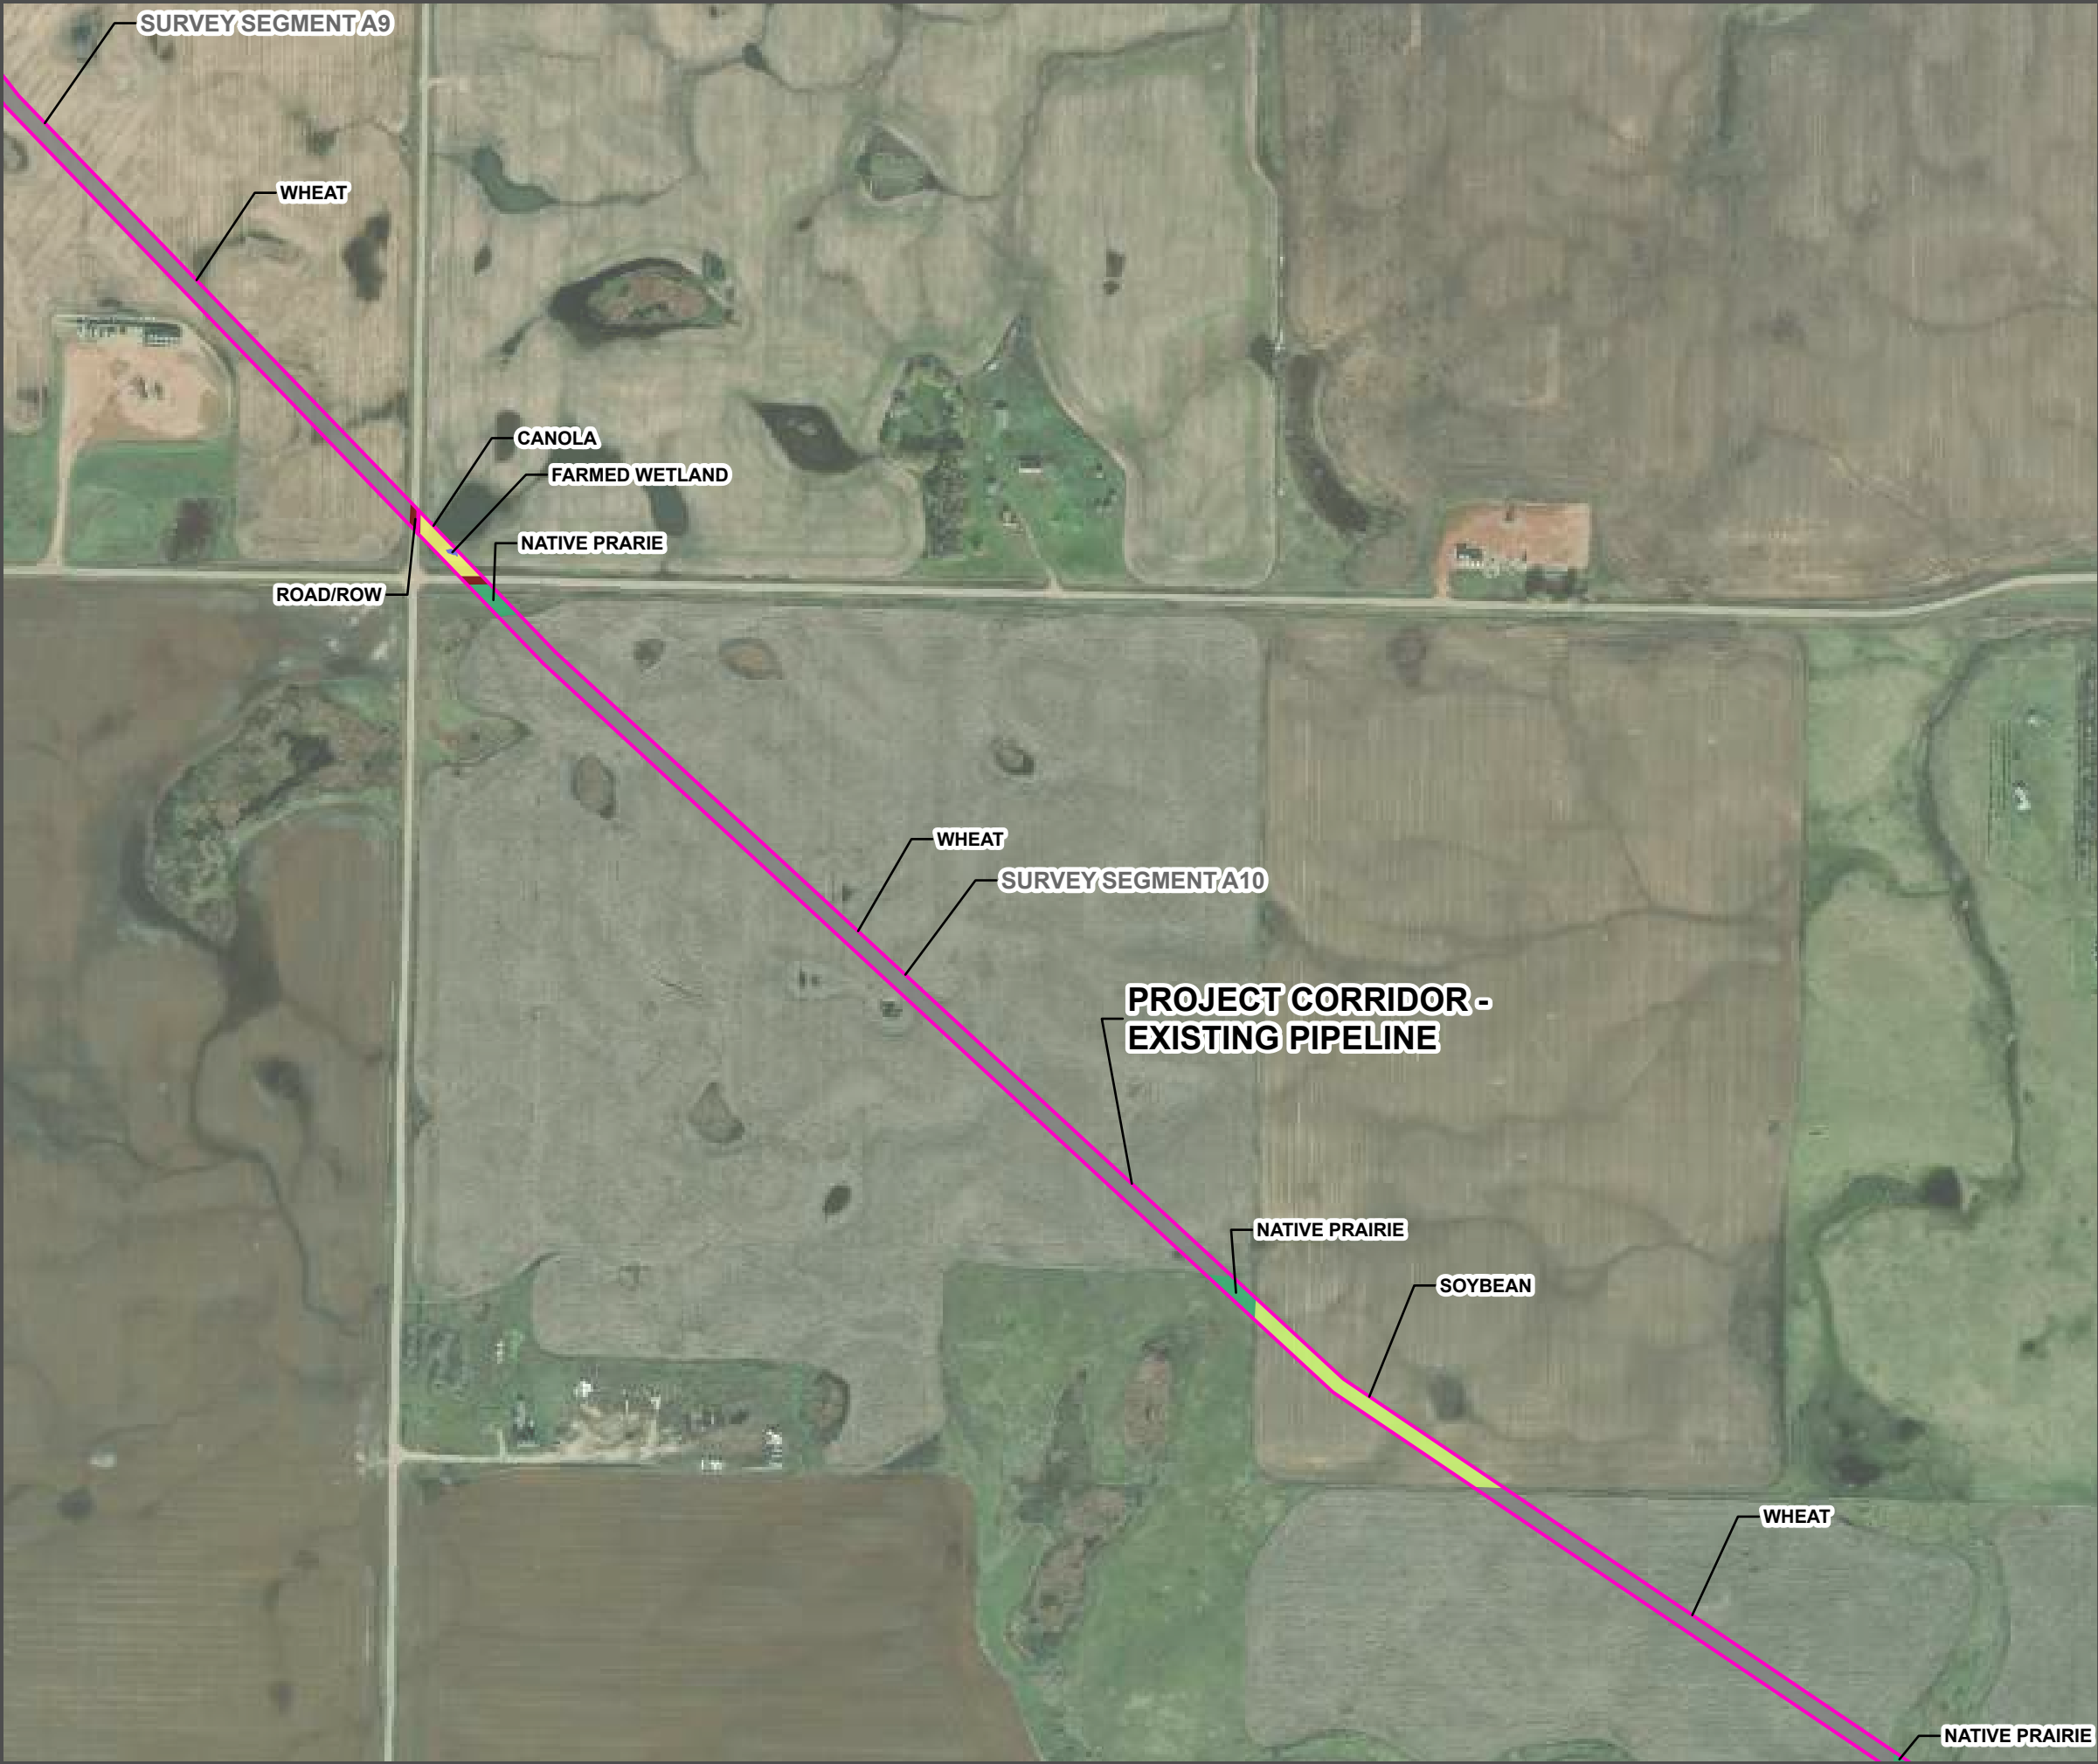 SURVEY SEGMENT A9
WHEAT
CANOLA
FARMED WETLAND
NATIVE PRARIE
ROAD/ROW
WHEAT
SURVEY SEGMENT A10
PROJECT CORRIDOR -
EXISTING PIPELINE
NATIVE PRAIRIE
SOYBEAN
WHEAT
NATIVE PRAIRIE